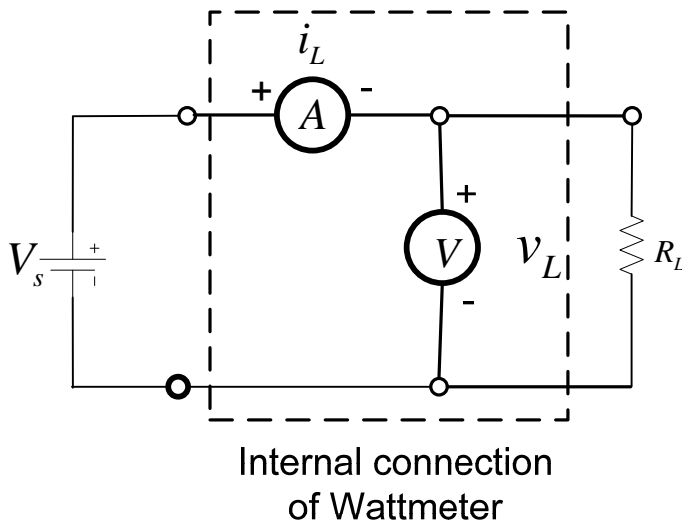 i_L
+ A -
+
V_s + -
V v_L R_L
-
Internal connection
of Wattmeter